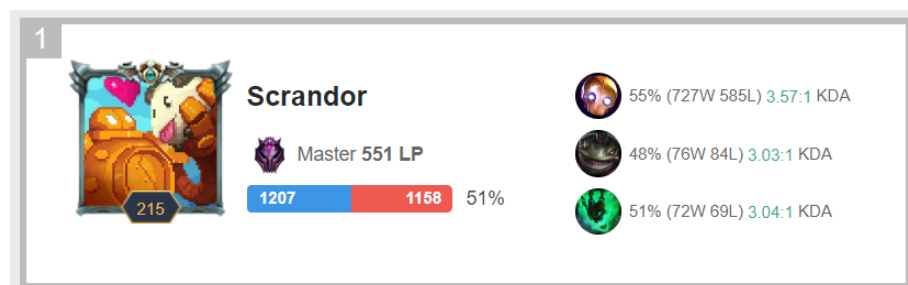 1
Scrandor
Master 551 LP
1207 1158 51%
215
55% (727W 585L) 3.57:1 KDA
48% (76W 84L) 3.03:1 KDA
51% (72W 69L) 3.04:1 KDA